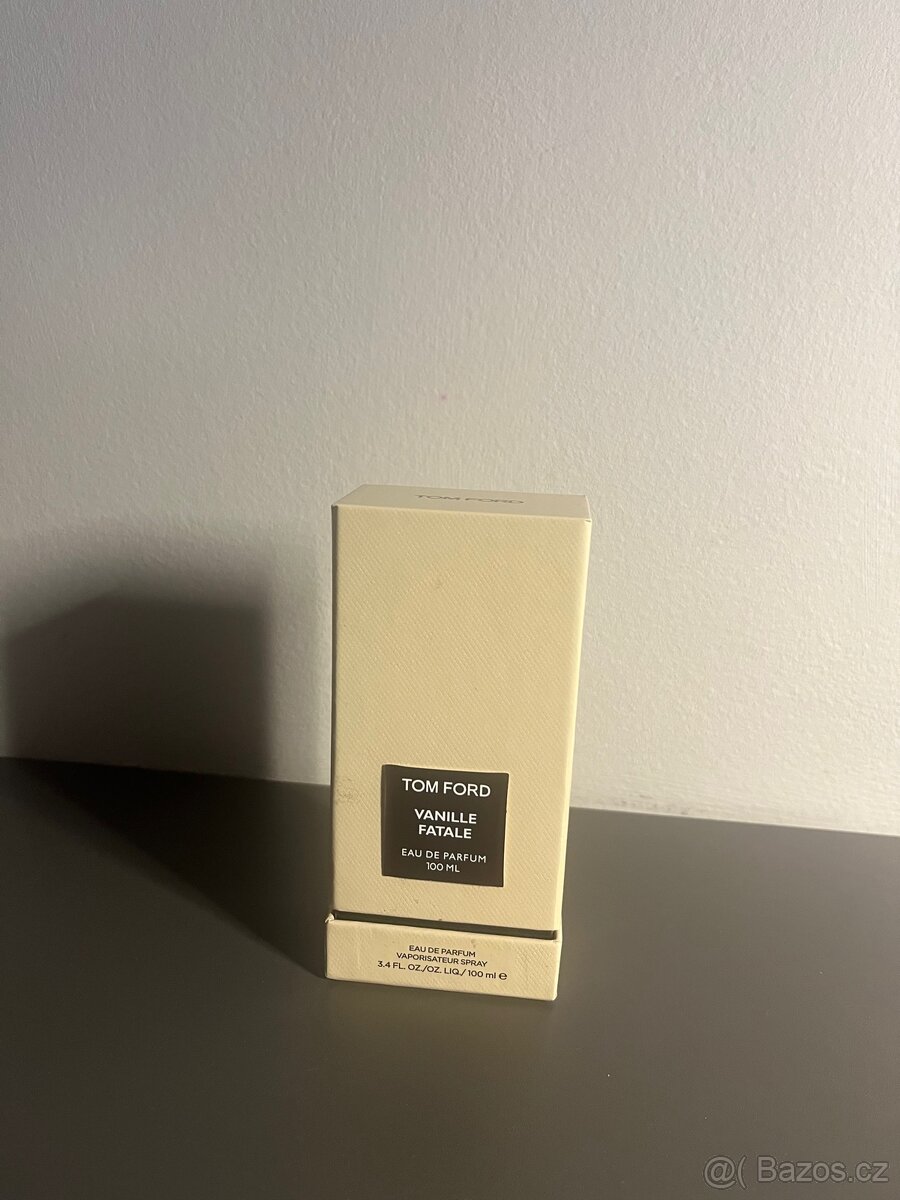 TOM FORD
TOM FORD
VANILLE
FATALE
EAU DE PARFUM
100 ML
EAU DE PARFUM
VAPORISATEUR SPRAY
3.4 FL. OZ./OZ. LIQ./ 100 ml ℮
@( Bazos.cz